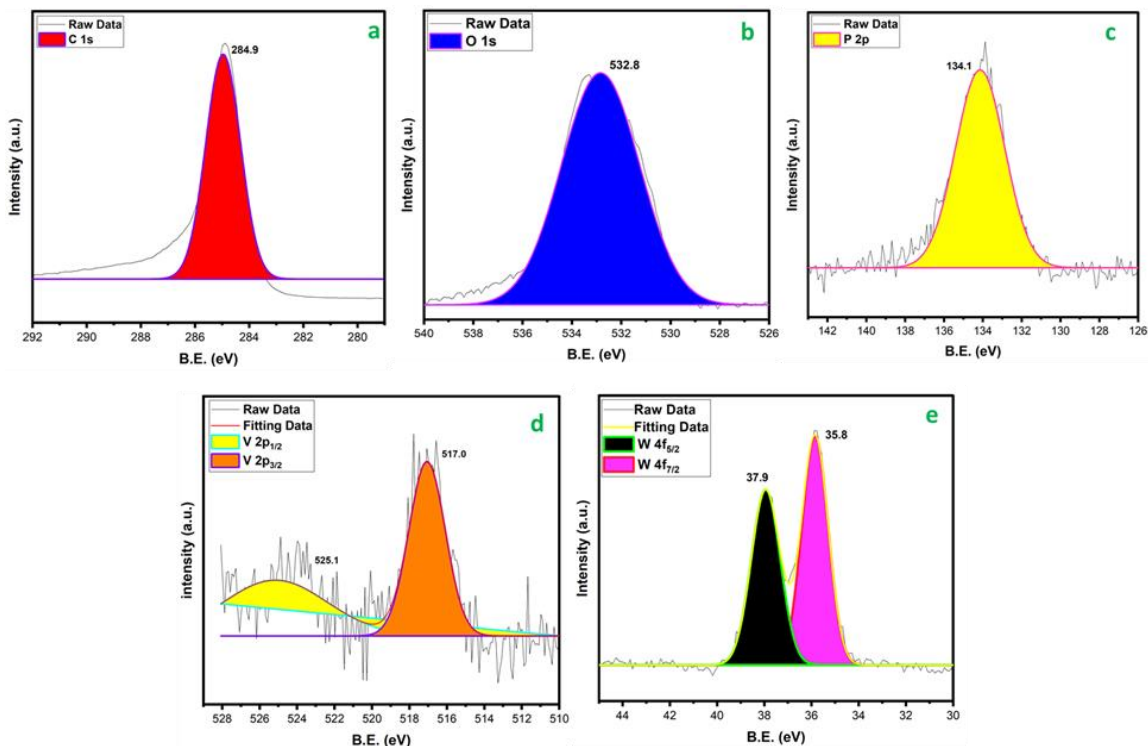 Raw Data
C 1s
a
284.9
Intensity (a.u.)
292 288 284 280
B.E. (eV)
Raw Data
O 1s
b
532.8
Intensity (a.u.)
540 538 536 534 532 530 528 526
B.E. (eV)
Raw Data
P 2p
c
134.1
Intensity (a.u.)
142 140 138 136 134 132 130 128 126
B.E. (eV)
Raw Data
Fitting Data
V 2p1/2
V 2p3/2
d
517.0
525.1
intensity (a.u.)
528 526 524 522 520 518 516 514 512 510
B.E. (eV)
Raw Data
Fitting Data
W 4f5/2
W 4f7/2
e
35.8
37.9
intensity (a.u.)
44 42 40 38 36 34 32 30
B.E. (eV)